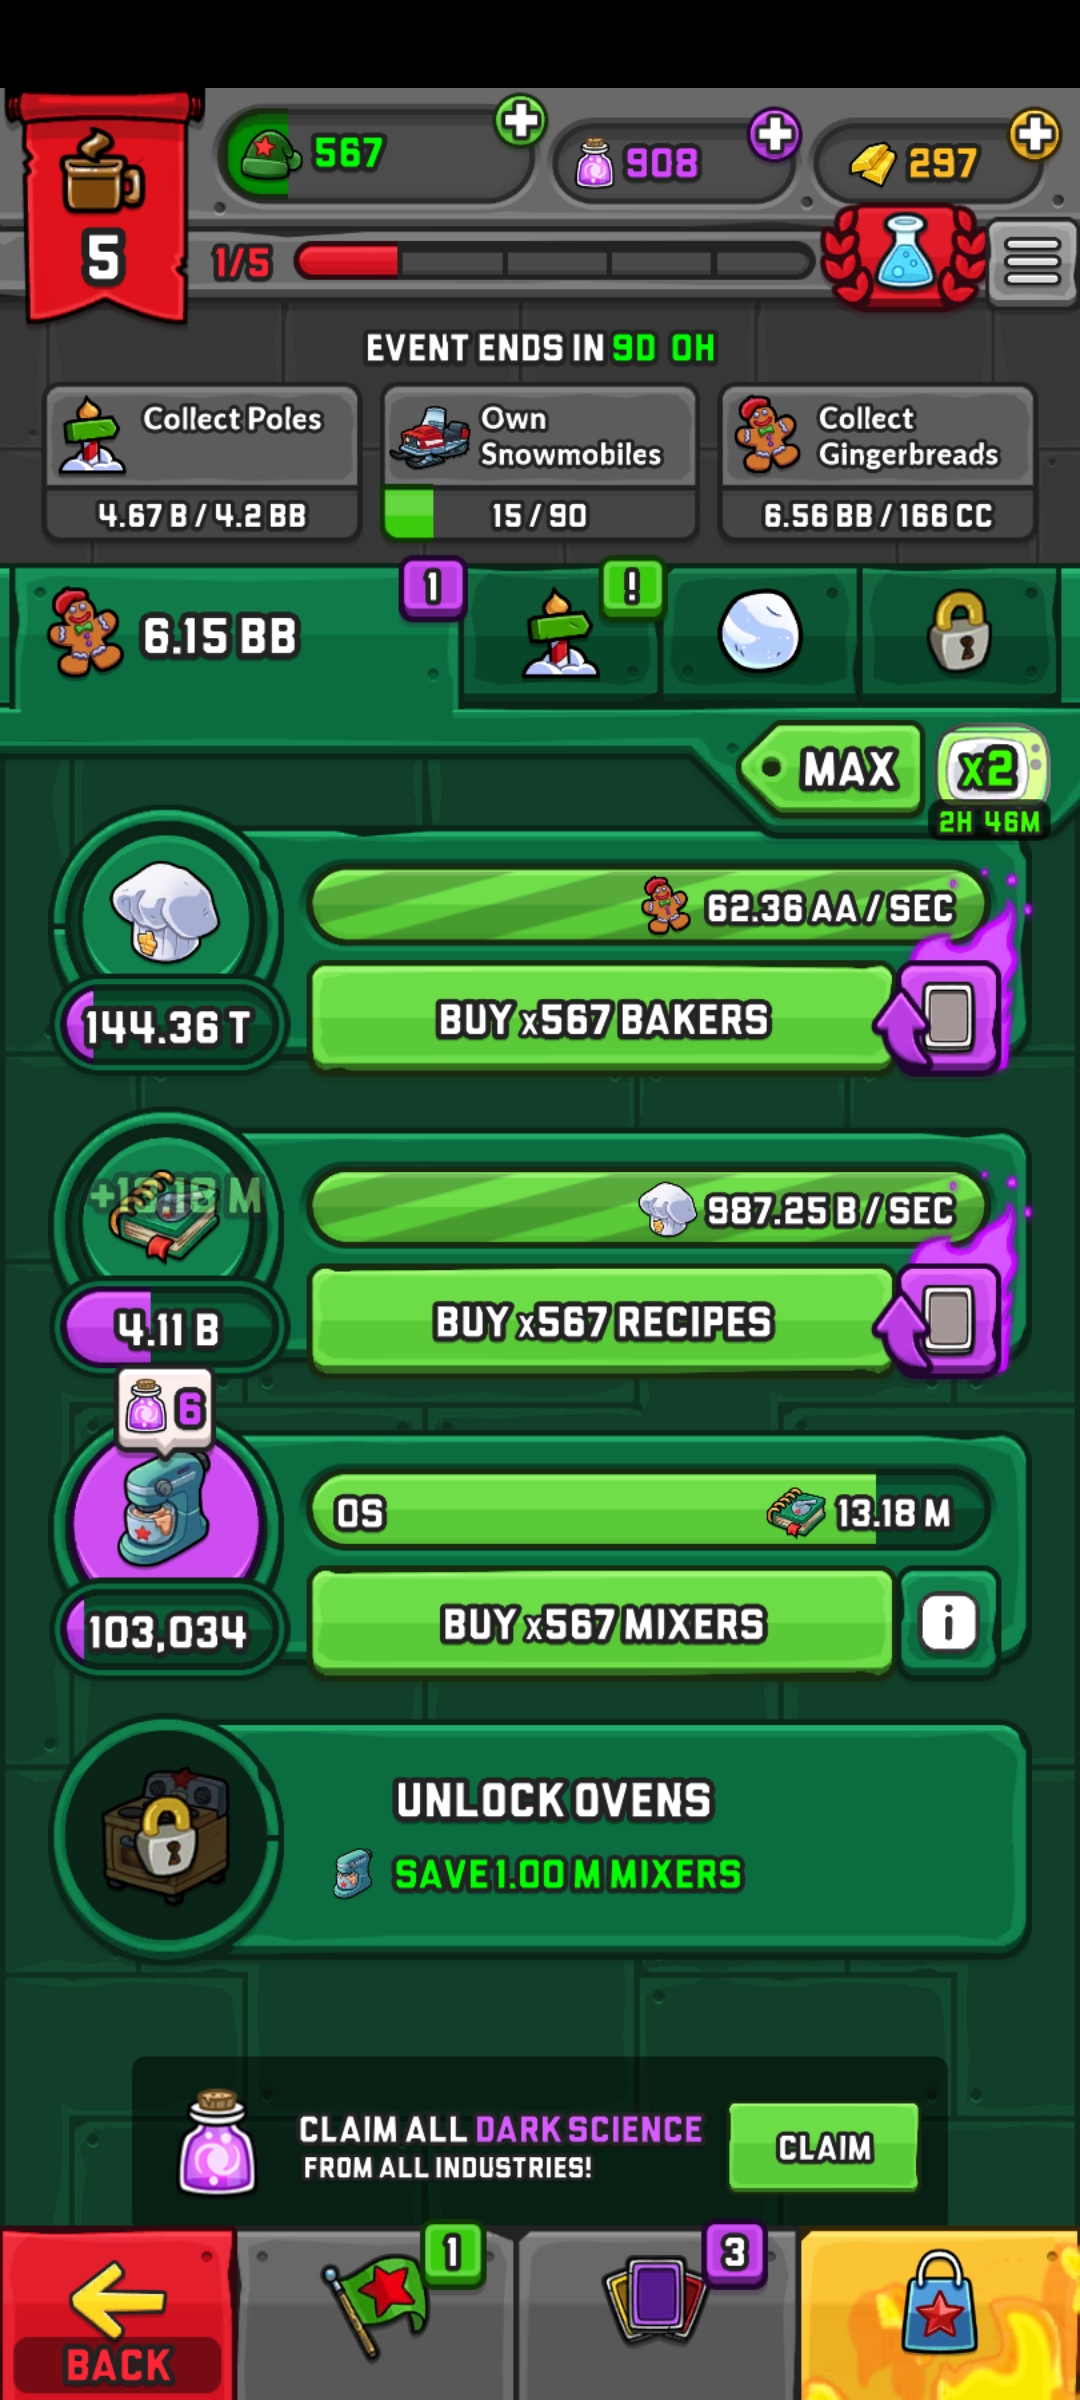 567
908
297
5
1/5
EVENT ENDS IN 9D 0H
Collect Poles
Own
Snowmobiles
Collect
Gingerbreads
4.67 B / 4.2 BB
15 / 90
6.56 BB / 166 CC
6.15 BB
1
!
MAX
x2
2H 46M
62.36 AA / SEC
144.36 T
BUY x567 BAKERS
+13.18 M
987.25 B / SEC
4.11 B
BUY x567 RECIPES
6
0S
13.18 M
103,034
BUY x567 MIXERS
i
UNLOCK OVENS
SAVE 1.00 M MIXERS
CLAIM ALL DARK SCIENCE
FROM ALL INDUSTRIES!
CLAIM
1
3
BACK